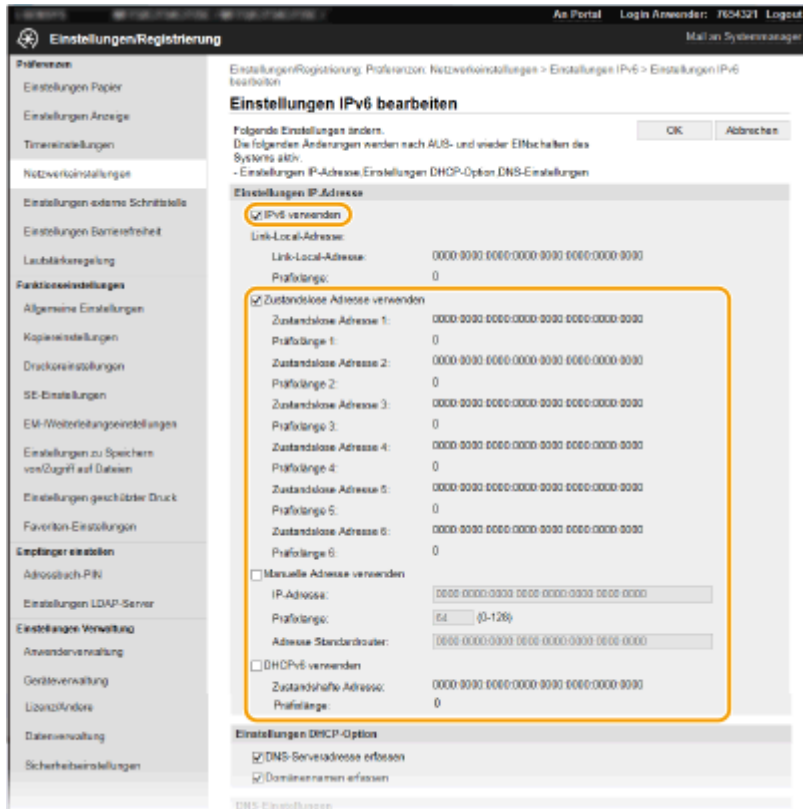 An Portal Login Anwender: 7654321 Logout
Einstellungen/Registrierung
Mail an Systemmanager
Präferenzen
Einstellungen Papier
Einstellungen Anzeige
Timereinstellungen
Netzwerkeinstellungen
Einstellungen externe Schnittstelle
Einstellungen Barrierefreiheit
Lautstärkeregelung
Funktionseinstellungen
Allgemeine Einstellungen
Kopiereinstellungen
Druckereinstellungen
SE-Einstellungen
EM-/Weiterleitungseinstellungen
Einstellungen zu Speichern
von/Zugriff auf Dateien
Einstellungen geschützter Druck
Favoriten-Einstellungen
Empfänger einstellen
Adressbuch-PIN
Einstellungen LDAP-Server
Einstellungen Verwaltung
Anwenderverwaltung
Geräteverwaltung
Lizenz/Andere
Datenverwaltung
Sicherheitseinstellungen
Einstellungen/Registrierung: Präferenzen: Netzwerkeinstellungen > Einstellungen IPv6 > Einstellungen IPv6
bearbeiten
Einstellungen IPv6 bearbeiten
Folgende Einstellungen ändern.
OK Abbrechen
Die folgenden Änderungen werden nach AUS- und wieder EINschalten des
Systems aktiv.
- Einstellungen IP-Adresse,Einstellungen DHCP-Option,DNS-Einstellungen
Einstellungen IP-Adresse
IPv6 verwenden
Link-Local-Adresse:
Link-Local-Adresse: 0000:0000:0000:0000:0000:0000:0000:0000
Präfixlänge: 0
Zustandslose Adresse verwenden
Zustandslose Adresse 1: 0000:0000:0000:0000:0000:0000:0000:0000
Präfixlänge 1: 0
Zustandslose Adresse 2: 0000:0000:0000:0000:0000:0000:0000:0000
Präfixlänge 2: 0
Zustandslose Adresse 3: 0000:0000:0000:0000:0000:0000:0000:0000
Präfixlänge 3: 0
Zustandslose Adresse 4: 0000:0000:0000:0000:0000:0000:0000:0000
Präfixlänge 4: 0
Zustandslose Adresse 5: 0000:0000:0000:0000:0000:0000:0000:0000
Präfixlänge 5: 0
Zustandslose Adresse 6: 0000:0000:0000:0000:0000:0000:0000:0000
Präfixlänge 6: 0
Manuelle Adresse verwenden
IP-Adresse: 0000:0000:0000:0000:0000:0000:0000:0000
Präfixlänge: 64 (0-128)
Adresse Standardrouter: 0000:0000:0000:0000:0000:0000:0000:0000
DHCPv6 verwenden
Zustandshafte Adresse: 0000:0000:0000:0000:0000:0000:0000:0000
Präfixlänge: 0
Einstellungen DHCP-Option
DNS-Serveradresse erfassen
Domänennamen erfassen
DNS-Einstellungen